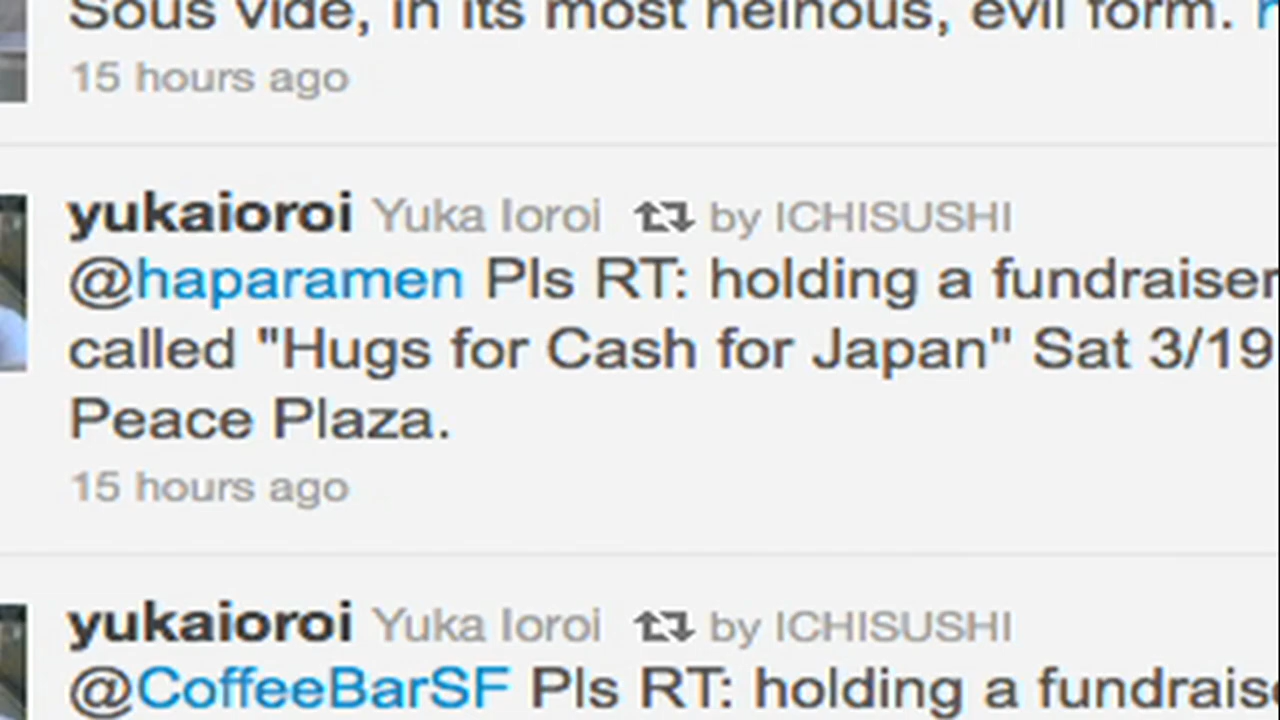 Sous vide, in its most heinous, evil form.
15 hours ago
yukaioroi Yuka Ioroi by ICHISUSHI
@haparamen Pls RT: holding a fundraiser
called "Hugs for Cash for Japan" Sat 3/19
Peace Plaza.
15 hours ago
yukaioroi Yuka Ioroi by ICHISUSHI
@CoffeeBarSF Pls RT: holding a